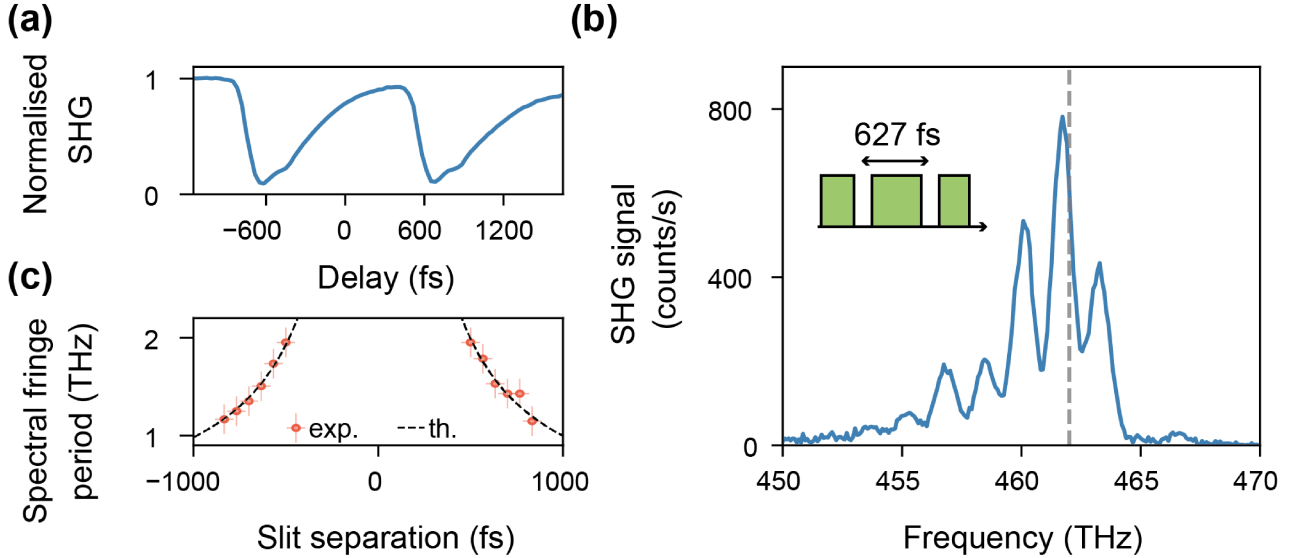 (a)
Normalised
SHG
1
0
−600
0
600
1200
Delay (fs)
(b)
SHG signal
(counts/s)
800
400
0
627 fs
450
455
460
465
470
Frequency (THz)
(c)
Spectral fringe
period (THz)
2
1
exp.
th.
−1000
0
1000
Slit separation (fs)